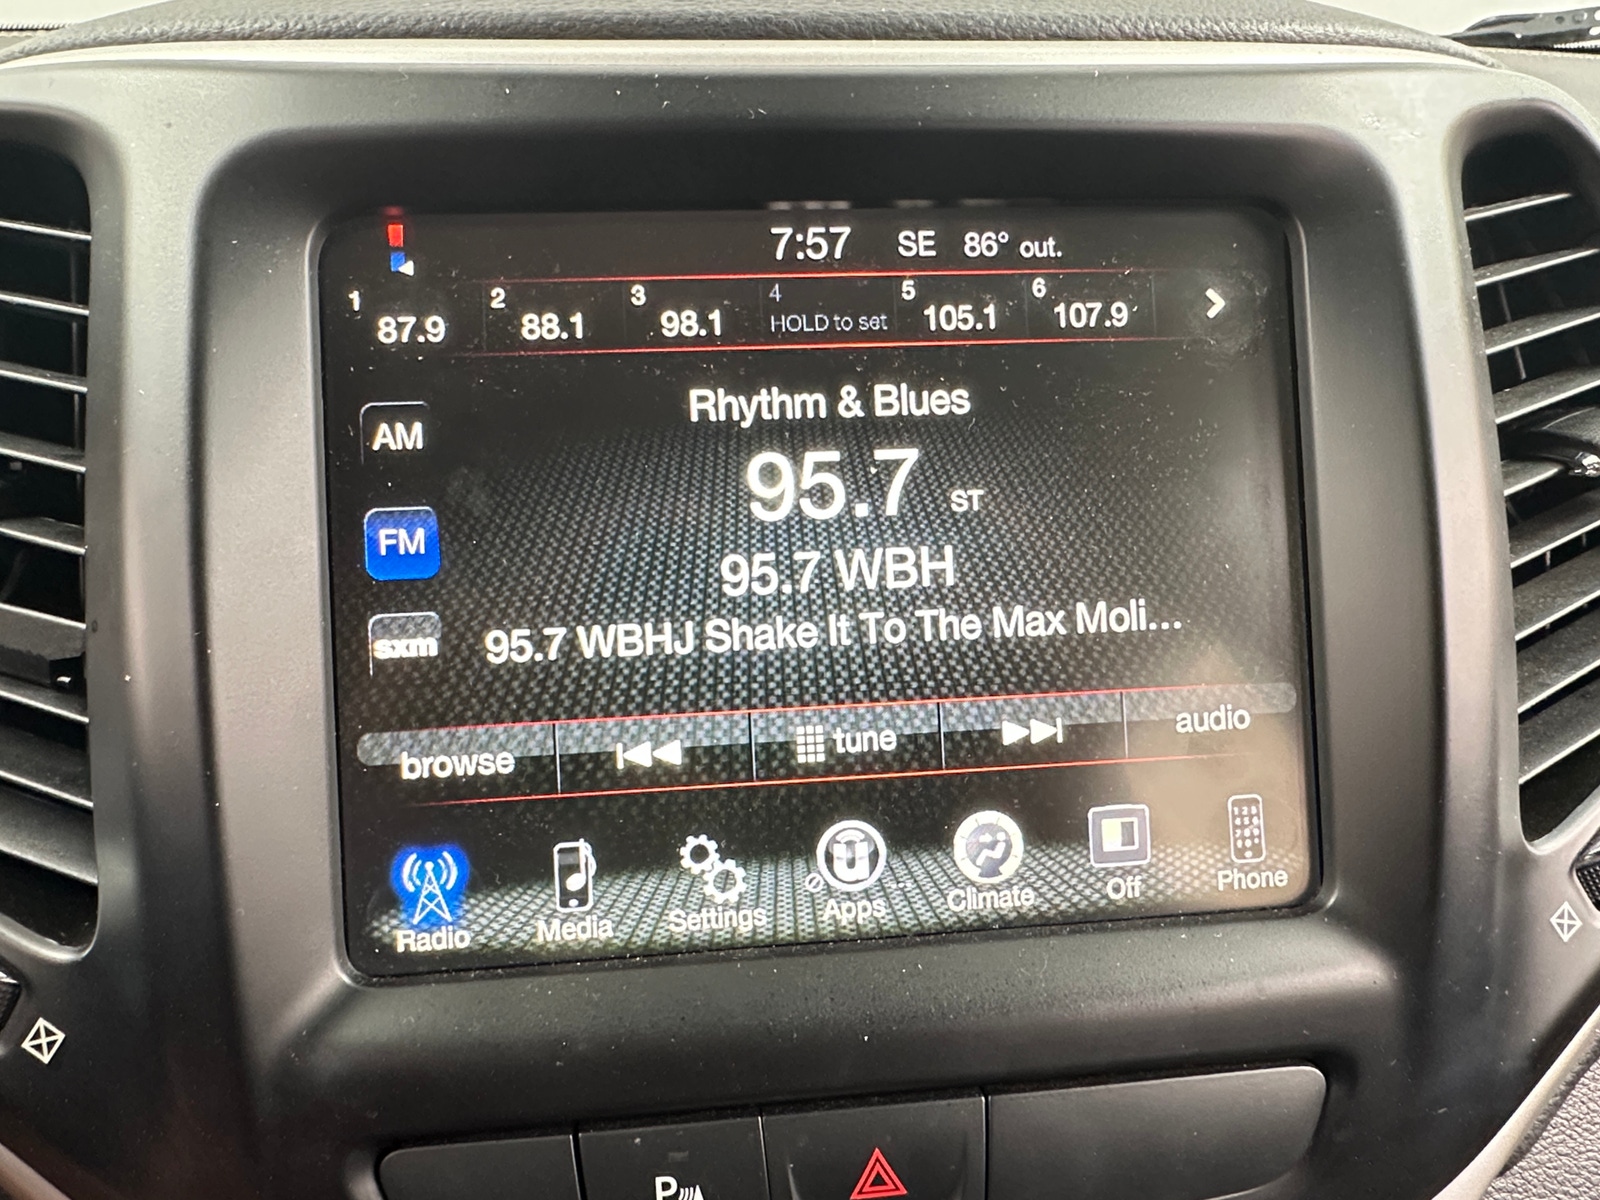 7:57 SE 86° out.
1 87.9 2 88.1 3 98.1 4 HOLD to set 5 105.1 6 107.9
Rhythm & Blues
AM
95.7 ST
FM
95.7 WBH
sxm
95.7 WBHJ Shake It To The Max Moli...
browse tune audio
Radio Media Settings Apps Climate Off Phone
P